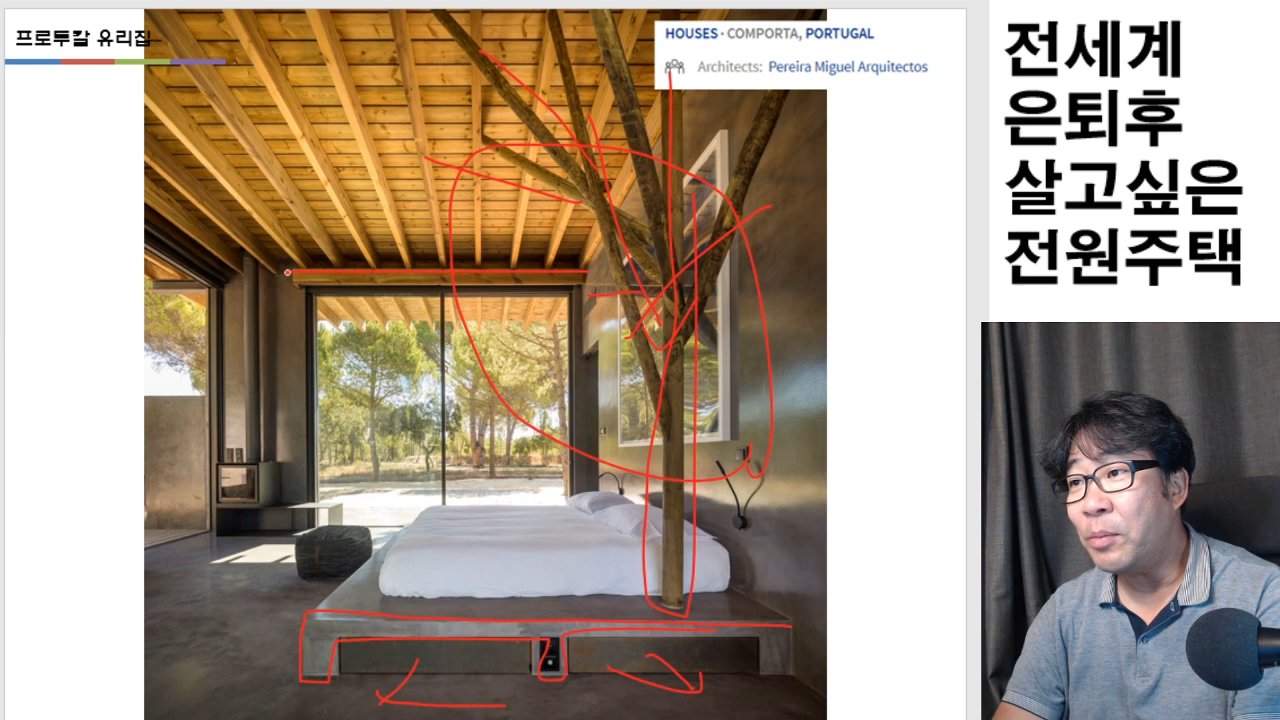 프로투칼 유리집
HOUSES · COMPORTA, PORTUGAL
Architects: Pereira Miguel Arquitectos
전세계
은퇴후
살고싶은
전원주택